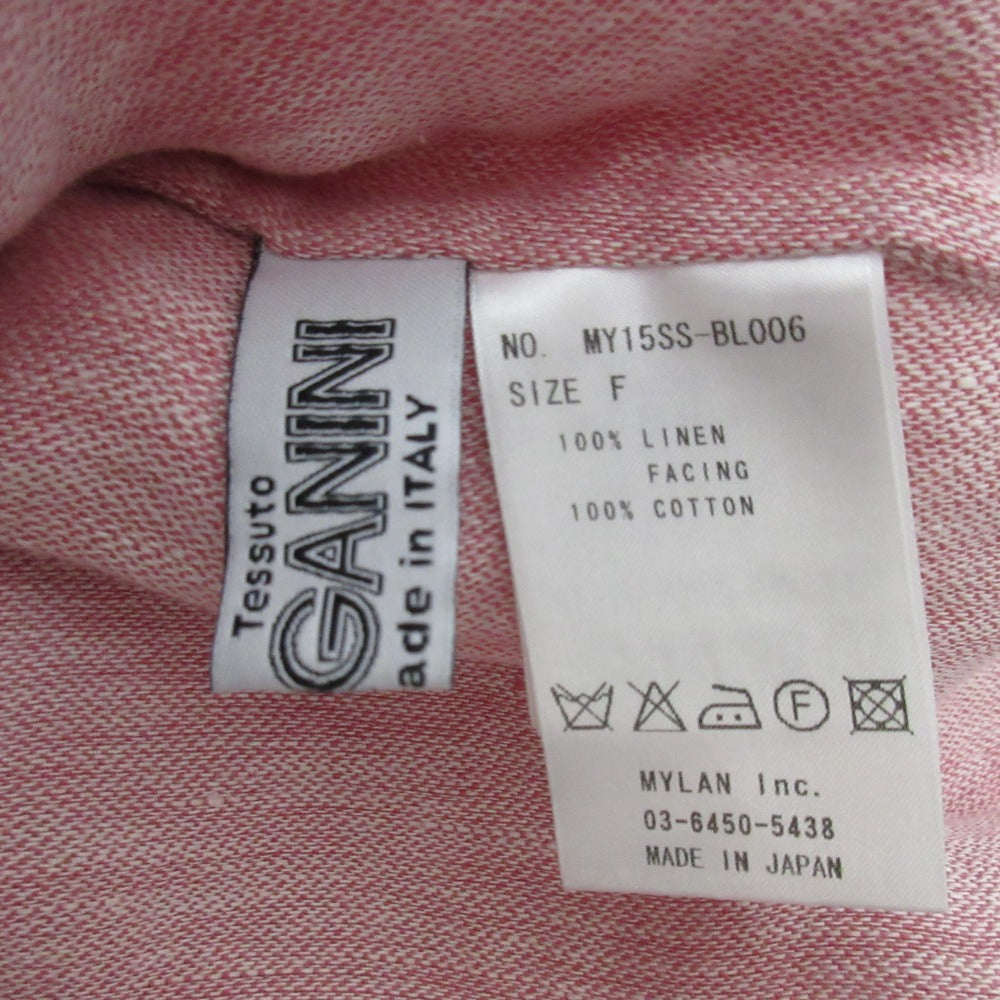 Tessuto
GANINI
ade in ITALY
NO. MY15SS-BL006
SIZE F
100% LINEN
FACING
100% COTTON
F
MYLAN Inc.
03-6450-5438
MADE IN JAPAN